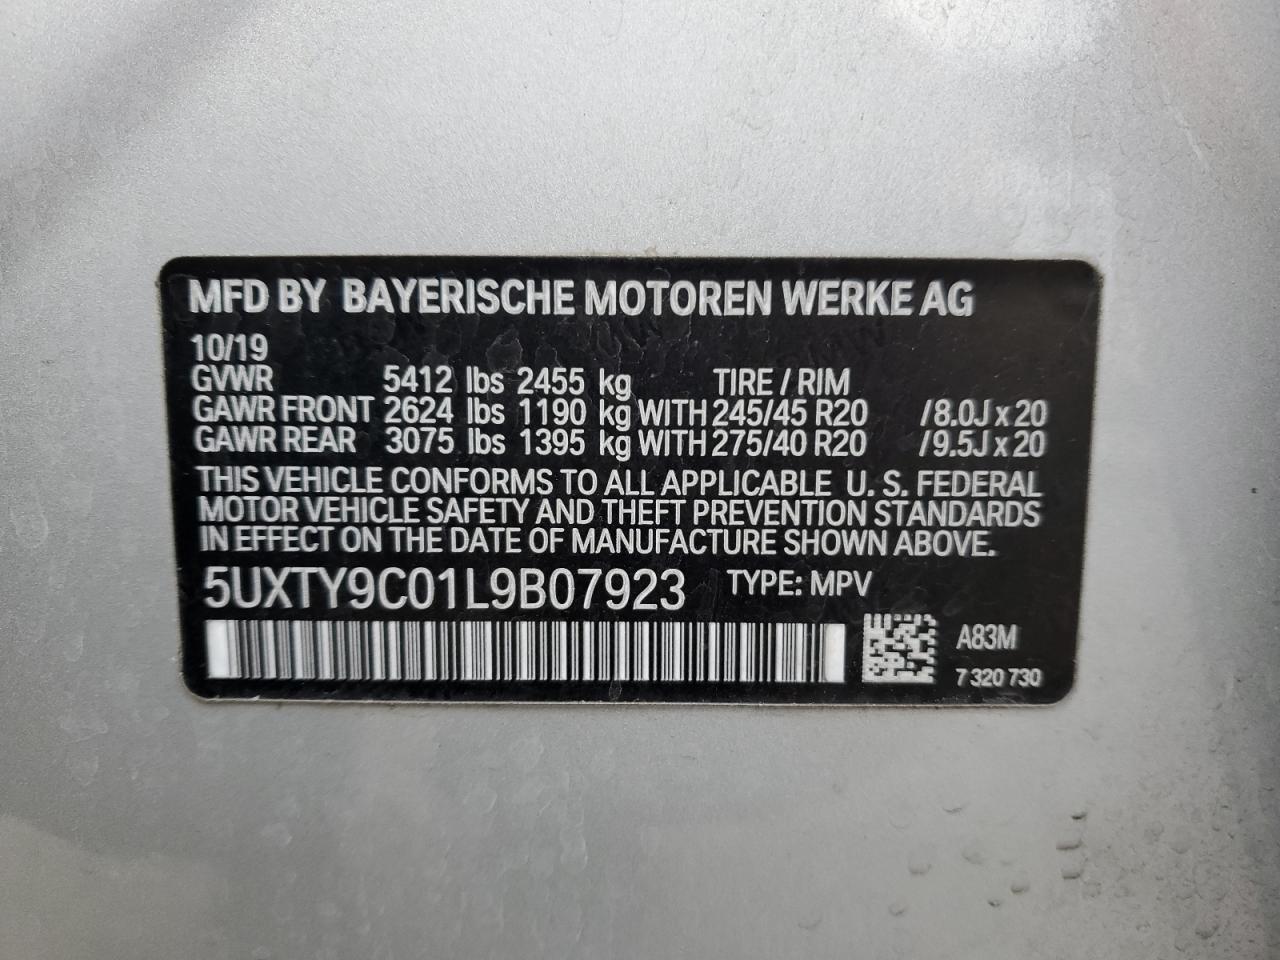 MFD BY BAYERISCHE MOTOREN WERKE AG
10/19
GVWR 5412 lbs 2455 kg TIRE / RIM
GAWR FRONT 2624 lbs 1190 kg WITH 245/45 R20 /8.0J x 20
GAWR REAR 3075 lbs 1395 kg WITH 275/40 R20 /9.5J x 20
THIS VEHICLE CONFORMS TO ALL APPLICABLE U. S. FEDERAL
MOTOR VEHICLE SAFETY AND THEFT PREVENTION STANDARDS
IN EFFECT ON THE DATE OF MANUFACTURE SHOWN ABOVE.
5UXTY9C01L9B07923 TYPE: MPV
A83M
7 320 730